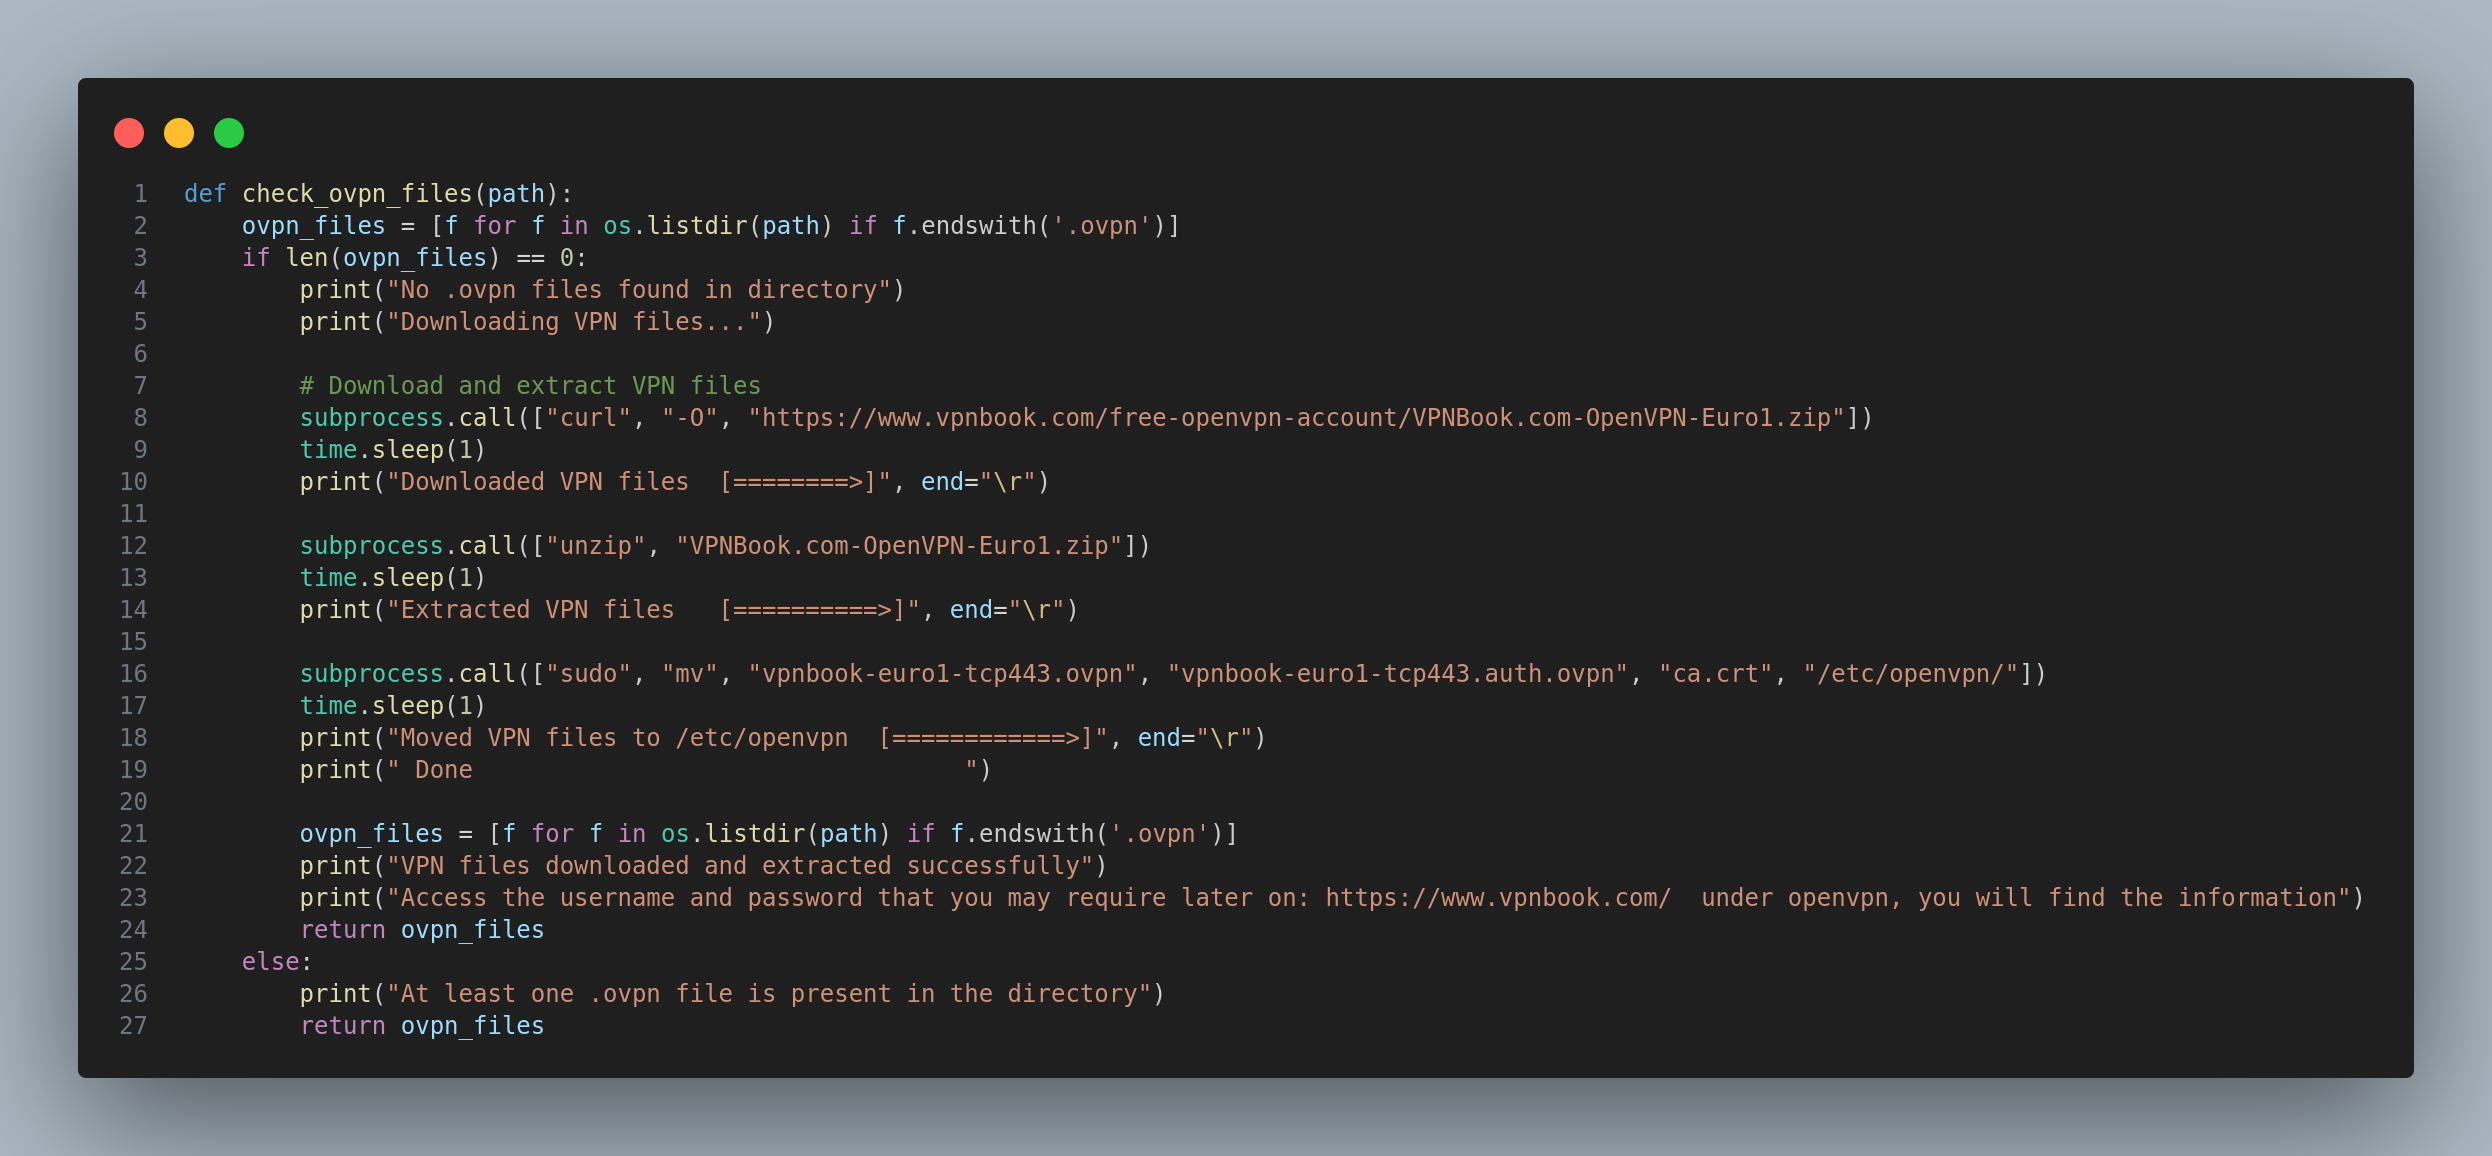 1 def check_ovpn_files(path):
2     ovpn_files = [f for f in os.listdir(path) if f.endswith('.ovpn')]
3     if len(ovpn_files) == 0:
4         print("No .ovpn files found in directory")
5         print("Downloading VPN files...")
6
7         # Download and extract VPN files
8         subprocess.call(["curl", "-O", "https://www.vpnbook.com/free-openvpn-account/VPNBook.com-OpenVPN-Euro1.zip"])
9         time.sleep(1)
10         print("Downloaded VPN files  [========>]", end="\r")
11
12         subprocess.call(["unzip", "VPNBook.com-OpenVPN-Euro1.zip"])
13         time.sleep(1)
14         print("Extracted VPN files   [==========>]", end="\r")
15
16         subprocess.call(["sudo", "mv", "vpnbook-euro1-tcp443.ovpn", "vpnbook-euro1-tcp443.auth.ovpn", "ca.crt", "/etc/openvpn/"])
17         time.sleep(1)
18         print("Moved VPN files to /etc/openvpn  [============>]", end="\r")
19         print(" Done                                  ")
20
21         ovpn_files = [f for f in os.listdir(path) if f.endswith('.ovpn')]
22         print("VPN files downloaded and extracted successfully")
23         print("Access the username and password that you may require later on: https://www.vpnbook.com/  under openvpn, you will find the information")
24         return ovpn_files
25     else:
26         print("At least one .ovpn file is present in the directory")
27         return ovpn_files